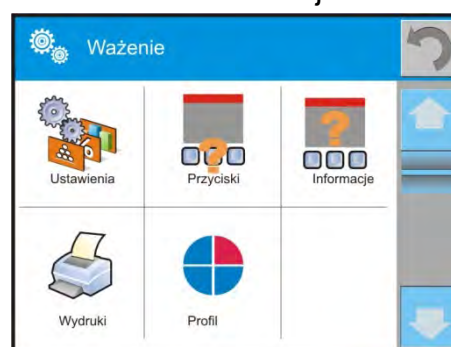 Ważenie
Ustawienia
Przyciski
Informacje
Wydruki
Profil